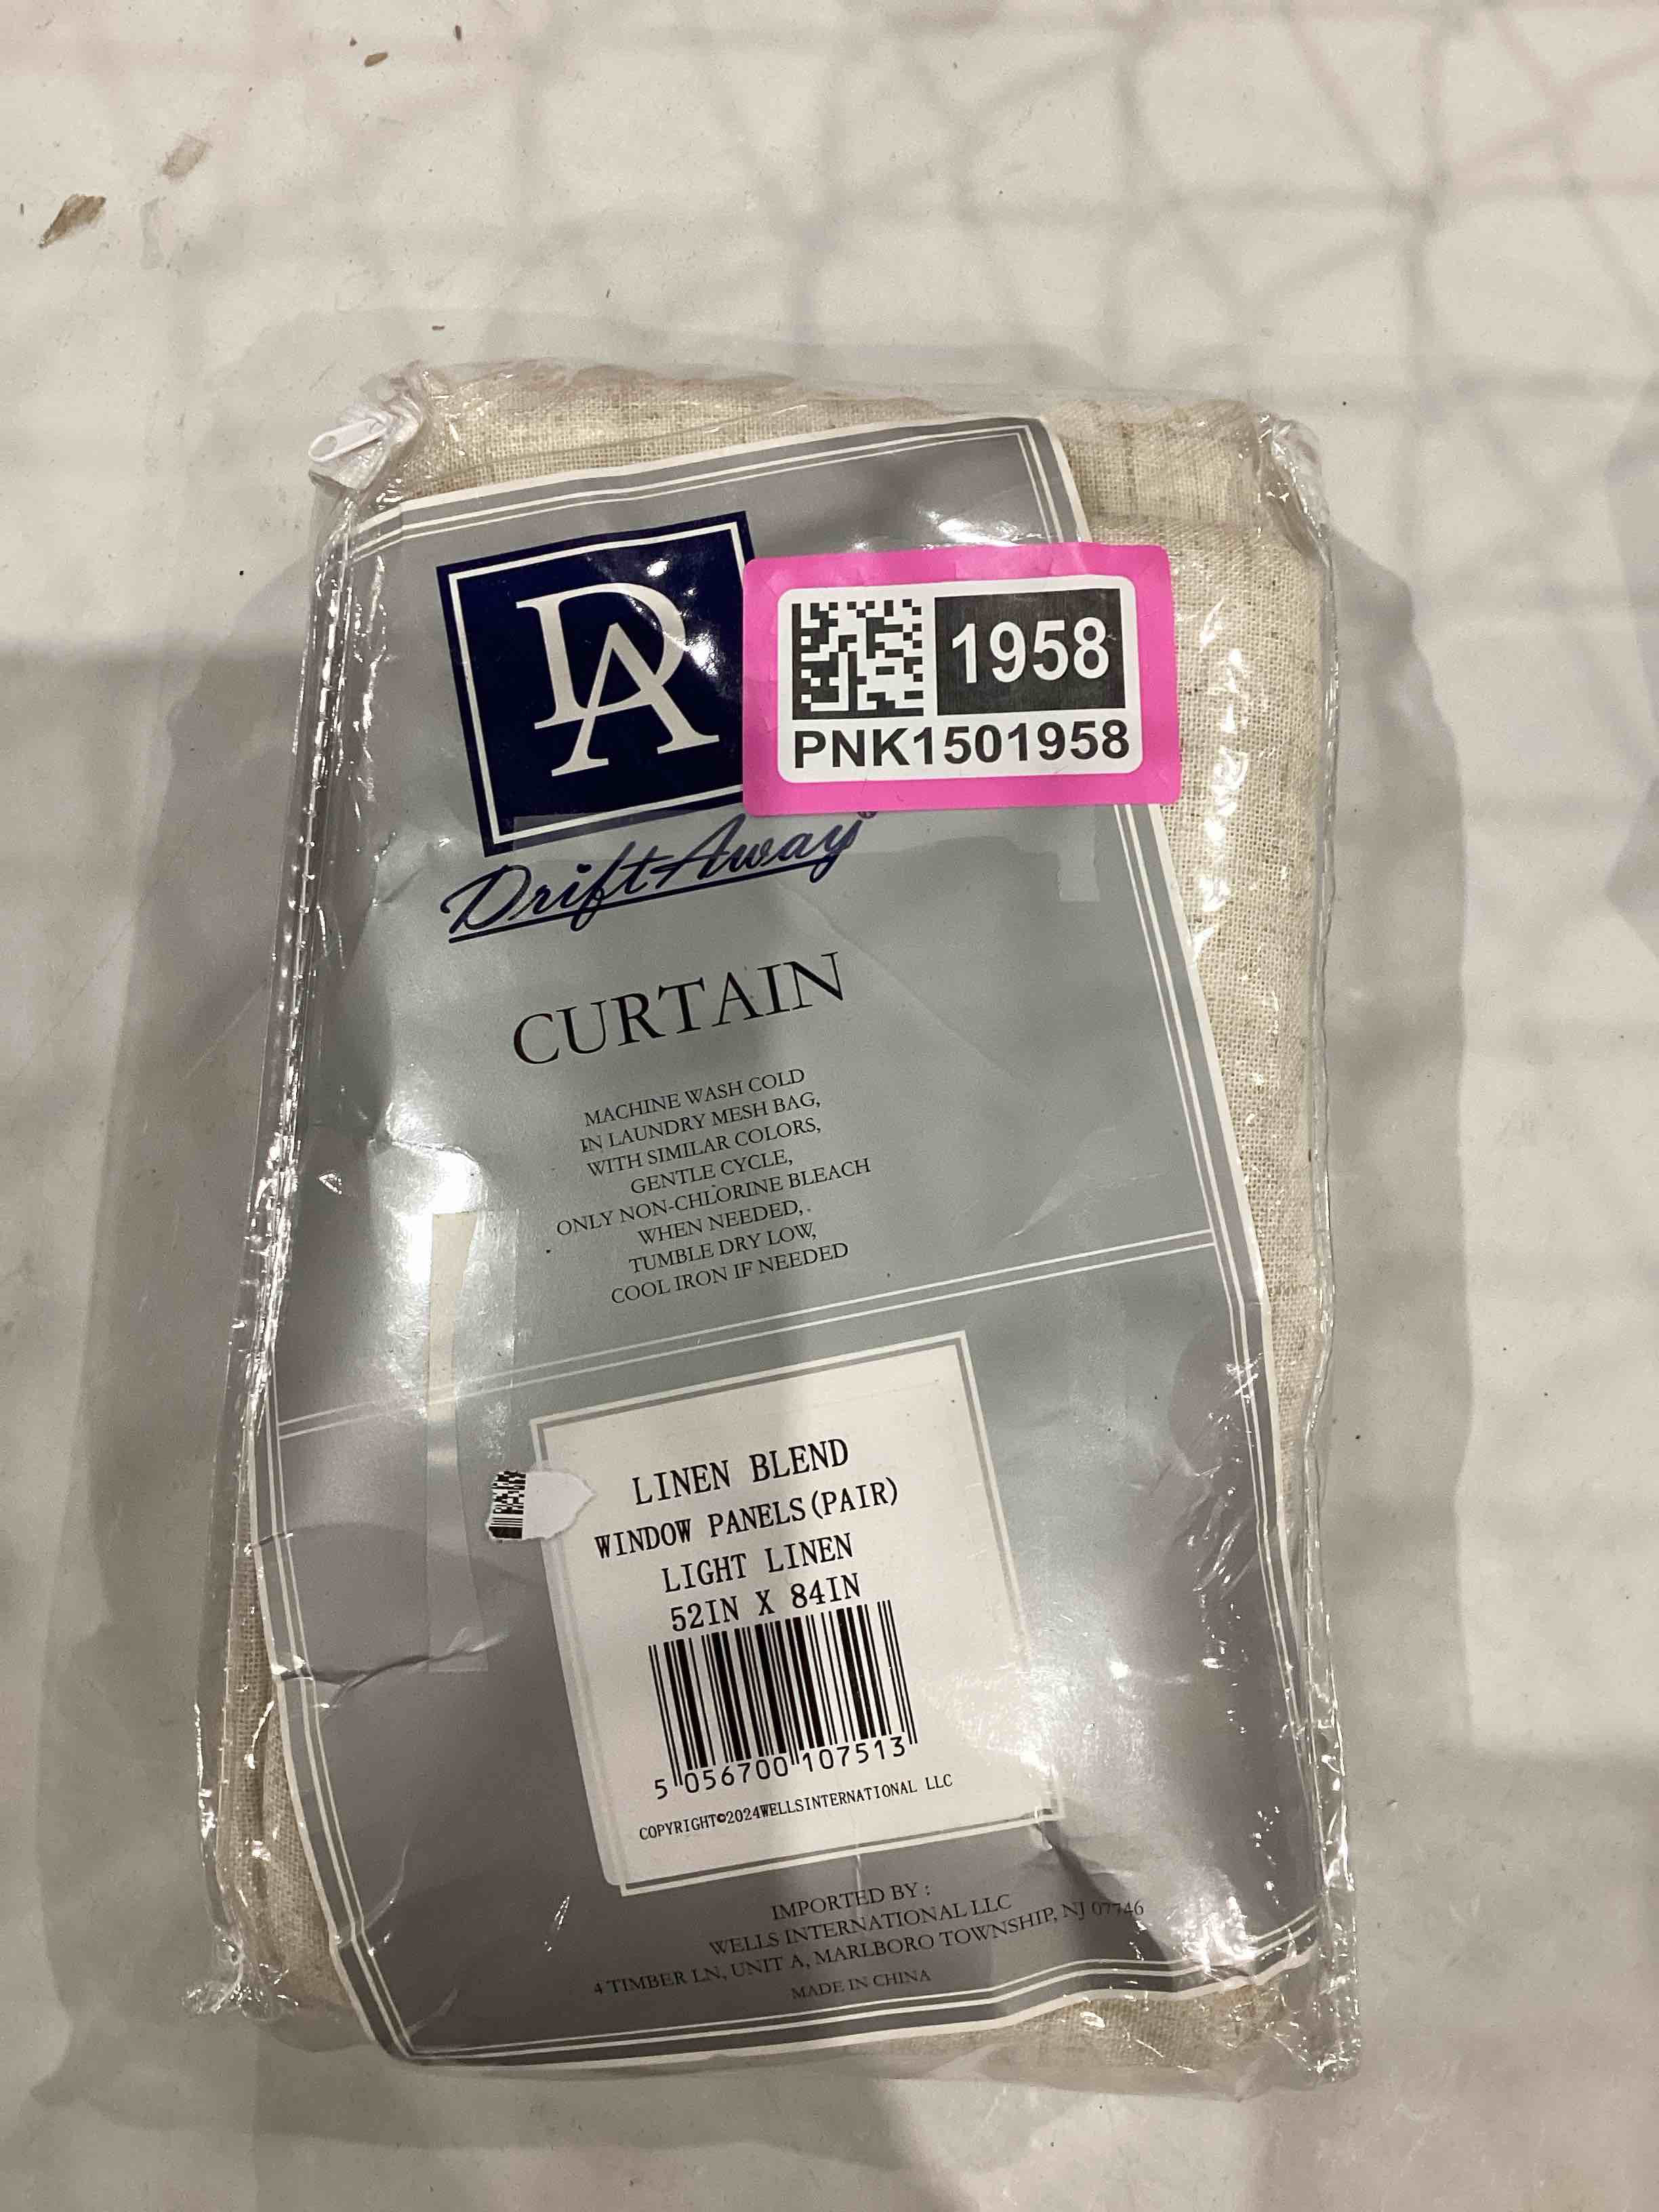 DA
1958
PNK1501958
DriftAway®
CURTAIN
MACHINE WASH COLD
IN LAUNDRY MESH BAG,
WITH SIMILAR COLORS,
GENTLE CYCLE,
ONLY NON-CHLORINE BLEACH
WHEN NEEDED,
TUMBLE DRY LOW,
COOL IRON IF NEEDED
LINEN BLEND
WINDOW PANELS(PAIR)
LIGHT LINEN
52IN X 84IN
5 056700 107513
COPYRIGHT©2024WELLSINTERNATIONAL LLC
IMPORTED BY :
WELLS INTERNATIONAL LLC
4 TIMBER LN, UNIT A, MARLBORO TOWNSHIP, NJ 07746
MADE IN CHINA